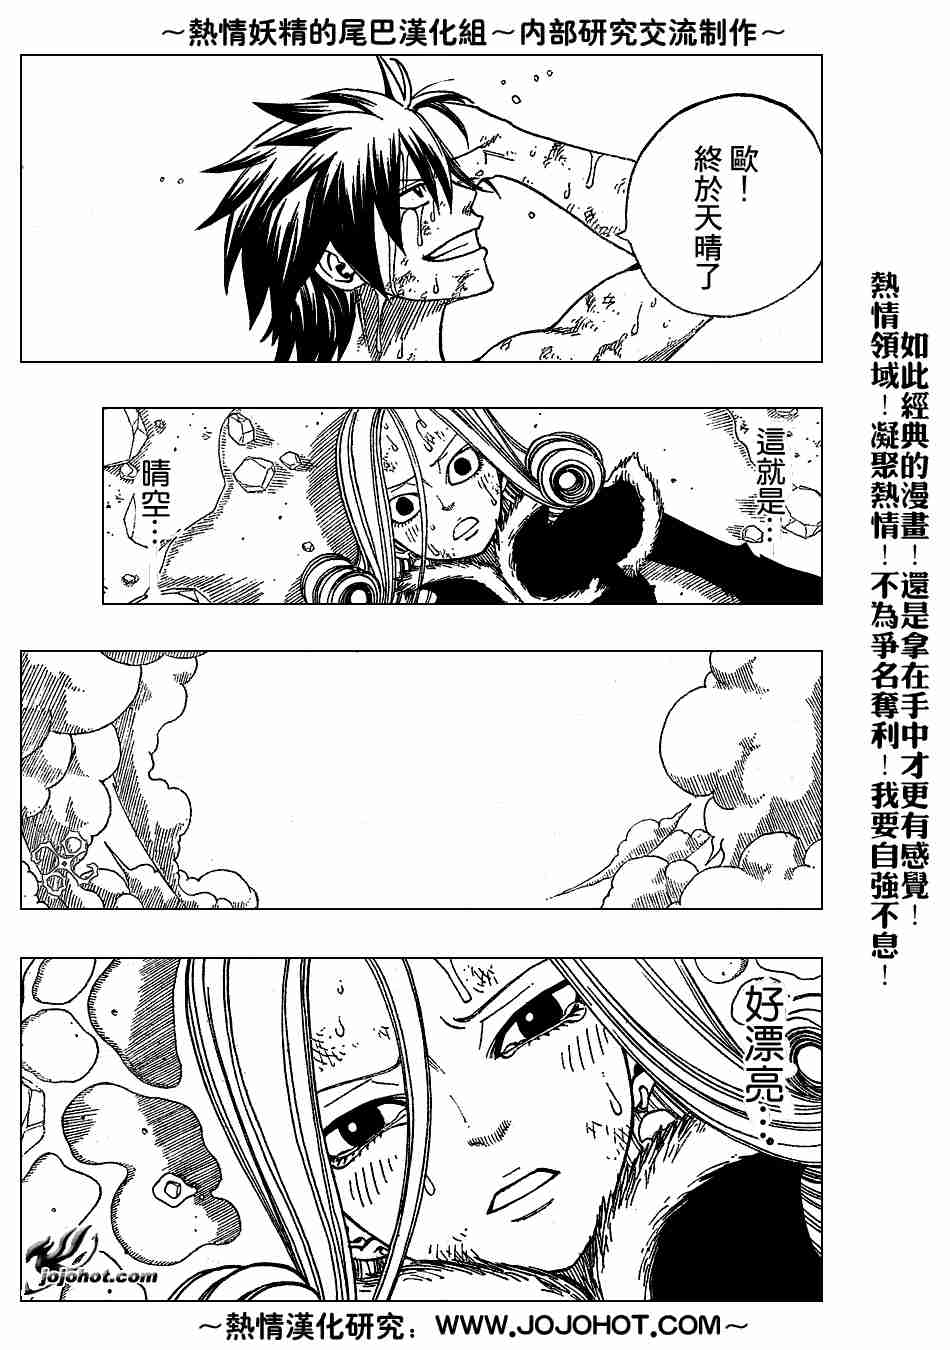 ～熱情妖精的尾巴漢化組～内部研究交流制作～
歐！
終於天晴了
這就是…
晴空…
好漂亮…
如此經典的漫畫！還是拿在手中才更有感覺！
熱情領域！凝聚熱情！不為爭名奪利！我要自強不息！
jojohot.com
～熱情漢化研究：WWW.JOJOHOT.COM～